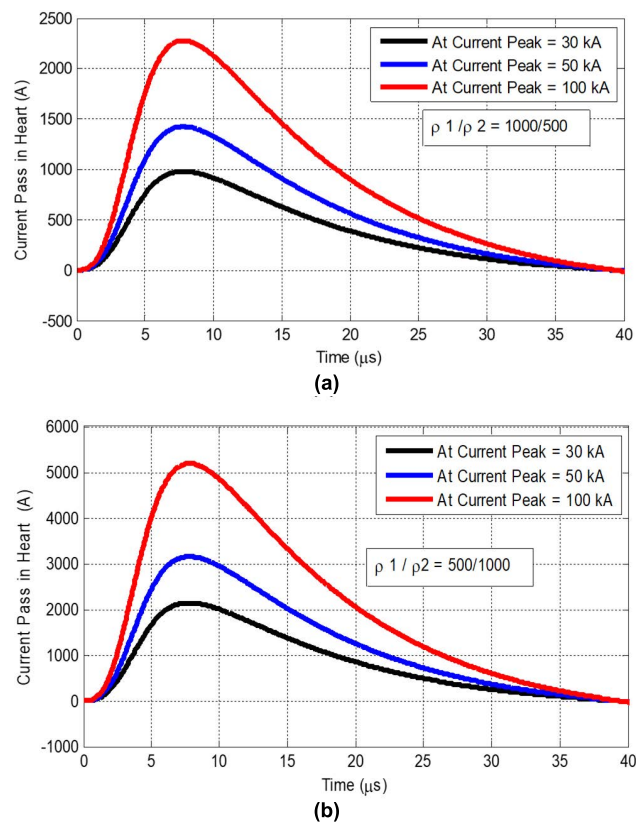 2500
2000
1500
1000
500
0
-500
Current Pass in Heart (A)
At Current Peak = 30 kA
At Current Peak = 50 kA
At Current Peak = 100 kA
ρ 1 /ρ 2 = 1000/500
0 5 10 15 20 25 30 35 40
Time (μs)
(a)
6000
5000
4000
3000
2000
1000
0
-1000
Current Pass in Heart (A)
At Current Peak = 30 kA
At Current Peak = 50 kA
At Current Peak = 100 kA
ρ 1 / ρ2 = 500/1000
0 5 10 15 20 25 30 35 40
Time (μs)
(b)